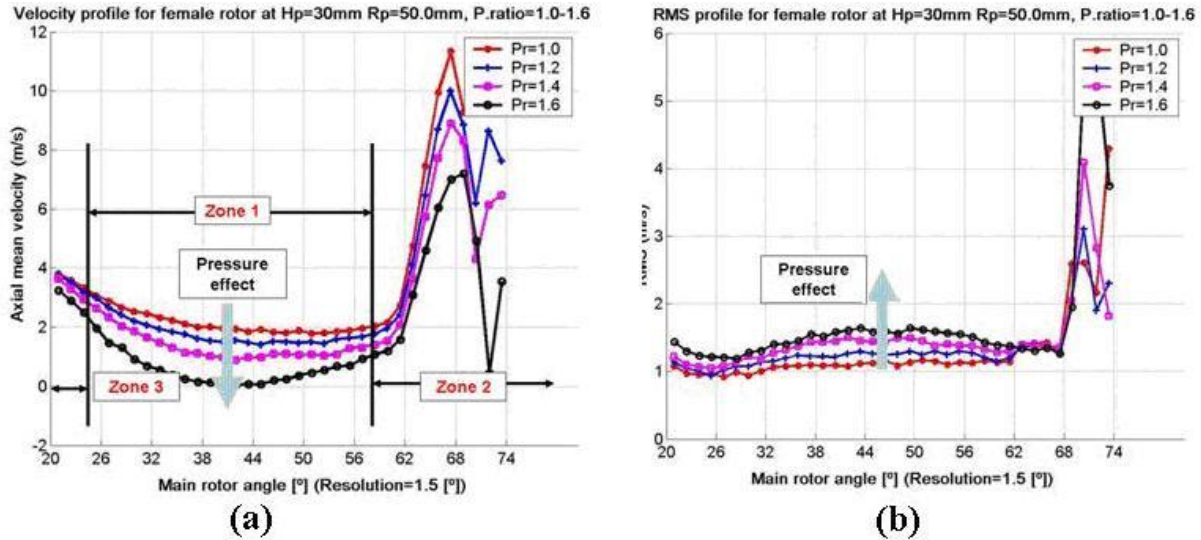 Velocity profile for female rotor at Hp=30mm Rp=50.0mm, P.ratio=1.0-1.6
12
10
8
6
4
2
0
-2
Axial mean velocity (m/s)
Pr=1.0
Pr=1.2
Pr=1.4
Pr=1.6
Zone 1
Pressure
effect
Zone 3
Zone 2
20 26 32 38 44 50 56 62 68 74
Main rotor angle [º] (Resolution=1.5 [º])
(a)
RMS profile for female rotor at Hp=30mm Rp=50.0mm, P.ratio=1.0-1.6
6
5
4
3
2
1
0
RMS (m/s)
Pr=1.0
Pr=1.2
Pr=1.4
Pr=1.6
Pressure
effect
20 26 32 38 44 50 56 62 68 74
Main rotor angle [º] (Resolution=1.5 [º])
(b)